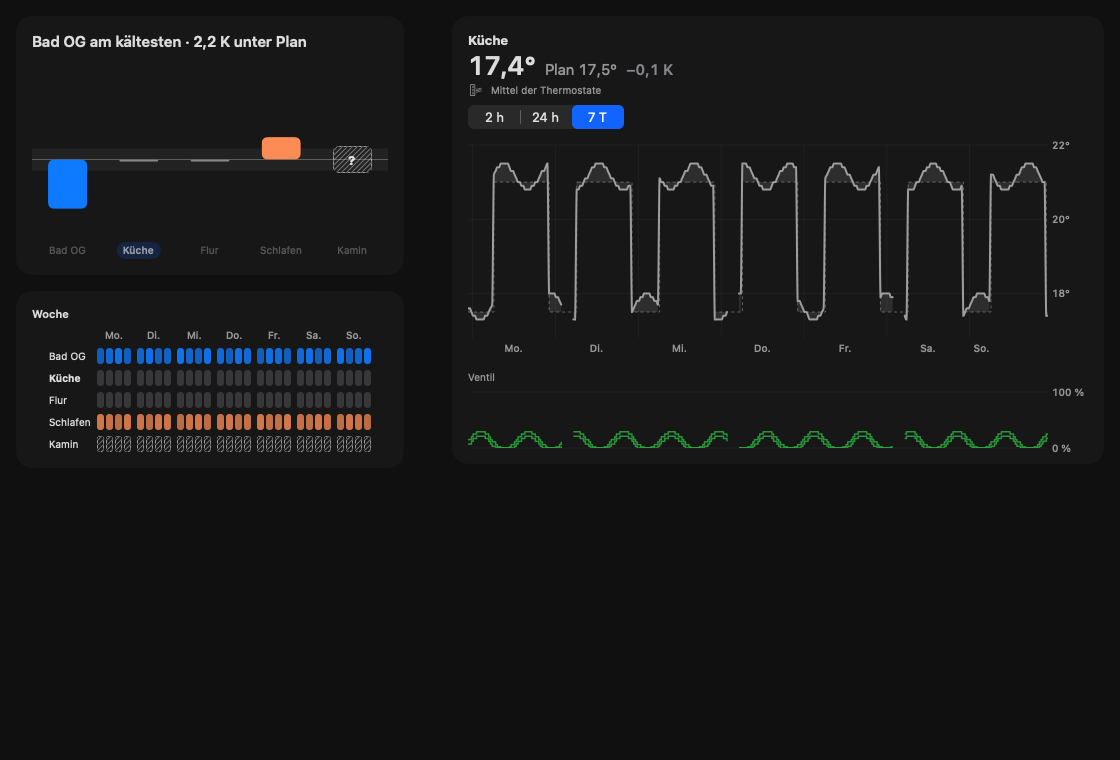 Bad OG am kältesten · 2,2 K unter Plan
?
Bad OG Küche Flur Schlafen Kamin
Woche
Mo. Di. Mi. Do. Fr. Sa. So.
Bad OG
Küche
Flur
Schlafen
Kamin
Küche
17,4° Plan 17,5° −0,1 K
Mittel der Thermostate
2 h 24 h 7 T
22°
20°
18°
Mo. Di. Mi. Do. Fr. Sa. So.
Ventil
100 %
0 %